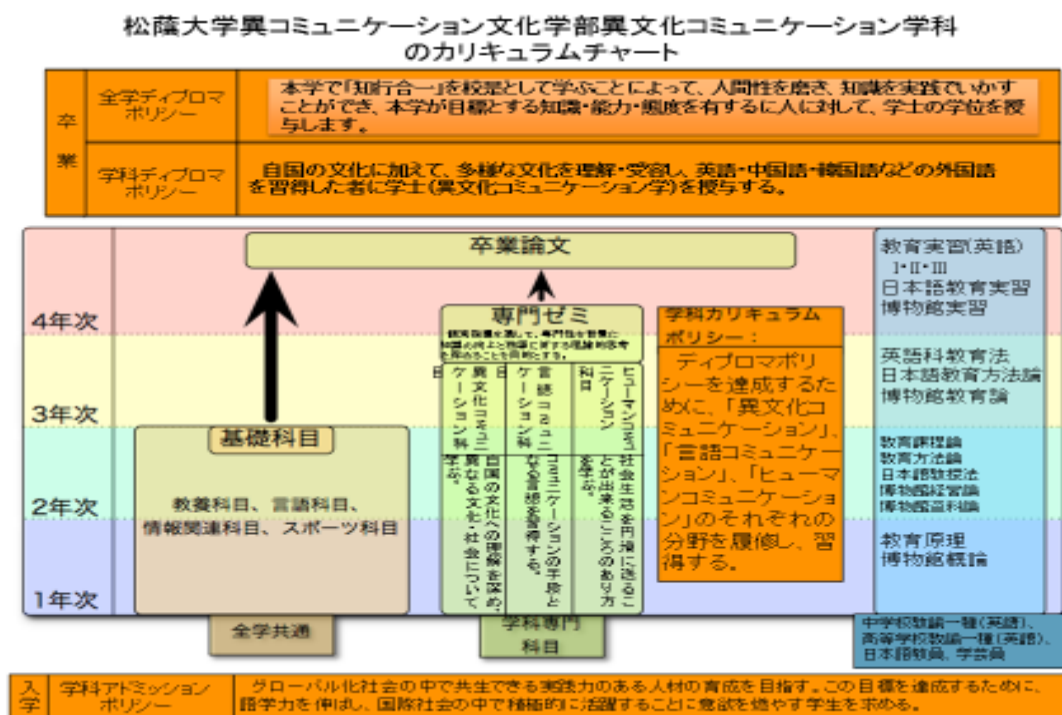 松蔭大学異コミュニケーション文化学部異文化コミュニケーション学科
のカリキュラムチャート
卒業
全学ディプロマ
ポリシー
本学で「知行合一」を校是として学ぶことによって、人間性を磨き、知識を実践でいかす
ことができ、本学が目標とする知識・能力・態度を有するに人に対して、学士の学位を授
与します。
学科ディプロマ
ポリシー
自国の文化に加えて、多様な文化を理解・受容し、英語・中国語・韓国語などの外国語
を習得した者に学士(異文化コミュニケーション学)を授与する。
4年次
3年次
2年次
1年次
卒業論文
専門ゼミ
基礎科目
教養科目、言語科目、
情報関連科目、スポーツ科目
異文化コミュニ
ケーション科
目
言語コミュニ
ケーション科
目
ヒューマンコミュ
ニケーション
科目
自国の文化への理解を深め、
異なる文化・社会について
学ぶ。
コミュニケーションの手段と
なる言語を習得する。
社会生活を円滑に送るこ
とが出来るこころのあり方
を学ぶ。
学科カリキュラム
ポリシー:
ディプロマポリ
シーを達成するた
めに、「異文化コ
ミュニケーション」、
「言語コミュニケー
ション」、「ヒューマ
ンコミュニケーショ
ン」のそれぞれの
分野を履修し、習
得する。
教育実習(英語)
I・II・III
日本語教育実習
博物館実習
英語科教育法
日本語教育方法論
博物館教育論
教育課程論
教育方法論
日本語教授法
博物館経営論
博物館資料論
教育原理
博物館概論
全学共通
学科専門
科目
中学校教諭一種(英語)、
高等学校教諭一種(英語)、
日本語教員、学芸員
入学
学科アドミッション
ポリシー
グローバル化社会の中で共生できる実践力のある人材の育成を目指す。この目標を達成するために、
語学力を伸ばし、国際社会の中で積極的に活躍することに意欲を燃やす学生を求める。